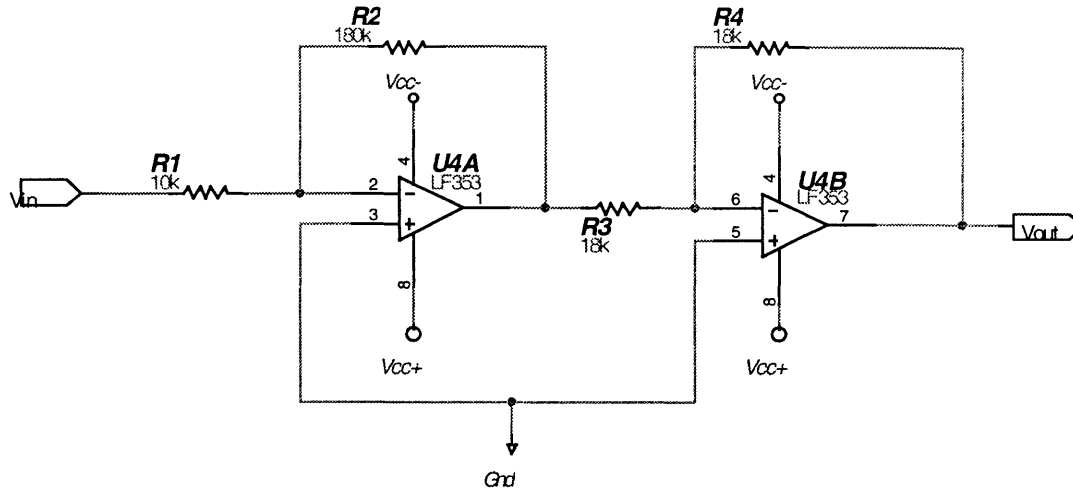 R2
180k
R4
18k
Vcc-
Vcc-
4
4
R1
10k
U4A
LF353
U4B
LF353
Vin
2
-
1
3
+
R3
18k
6
-
7
5
+
Vout
8
8
Vcc+
Vcc+
Gnd